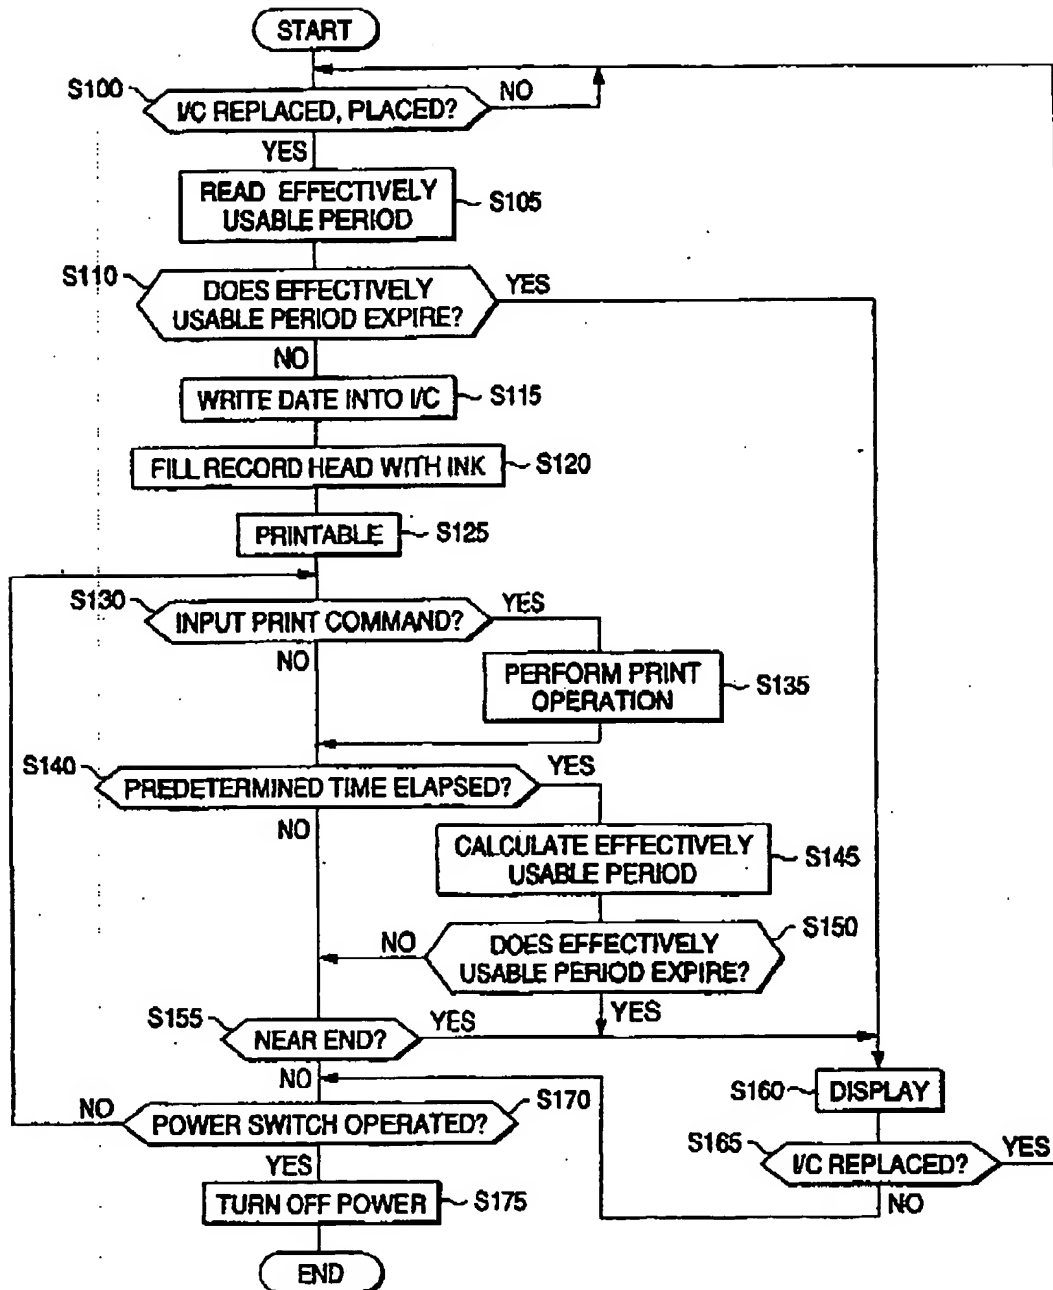 START
S100
I/C REPLACED, PLACED?
NO
YES
READ EFFECTIVELY
USABLE PERIOD
S105
S110
DOES EFFECTIVELY
USABLE PERIOD EXPIRE?
YES
NO
WRITE DATE INTO I/C
S115
FILL RECORD HEAD WITH INK
S120
PRINTABLE
S125
S130
INPUT PRINT COMMAND?
YES
NO
PERFORM PRINT
OPERATION
S135
S140
PREDETERMINED TIME ELAPSED?
YES
NO
CALCULATE EFFECTIVELY
USABLE PERIOD
S145
S150
NO
DOES EFFECTIVELY
USABLE PERIOD EXPIRE?
YES
S155
NEAR END?
YES
NO
S160
DISPLAY
S165
I/C REPLACED?
YES
NO
NO
POWER SWITCH OPERATED?
S170
YES
TURN OFF POWER
S175
END